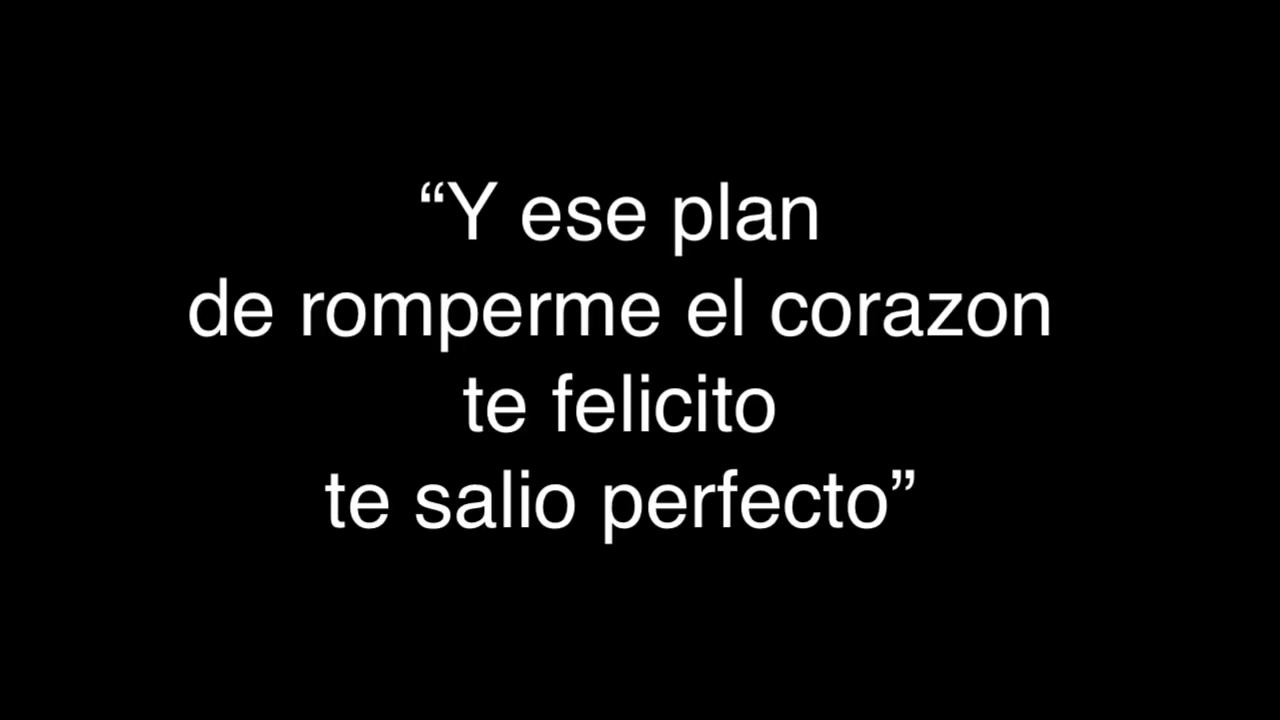 “Y ese plan
de romperme el corazon
te felicito
te salio perfecto”